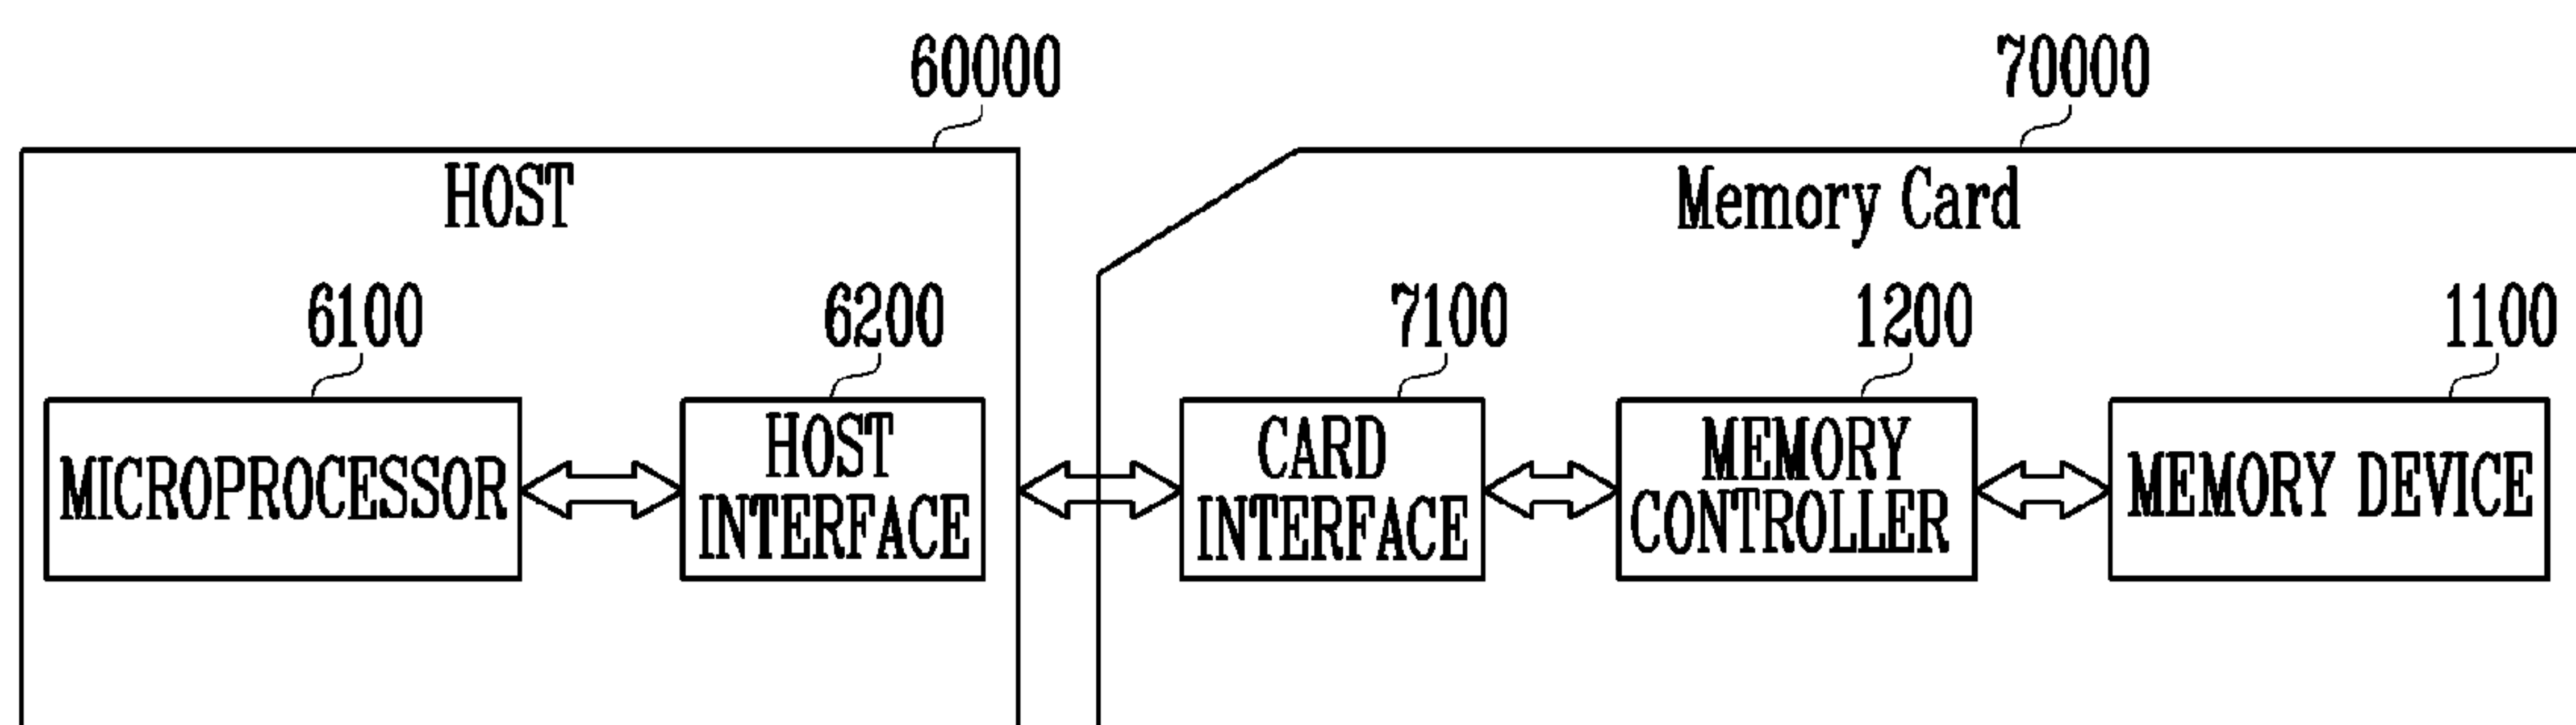 60000
70000
HOST
Memory Card
6100
6200
7100
1200
1100
MICROPROCESSOR
HOST
INTERFACE
CARD
INTERFACE
MEMORY
CONTROLLER
MEMORY DEVICE